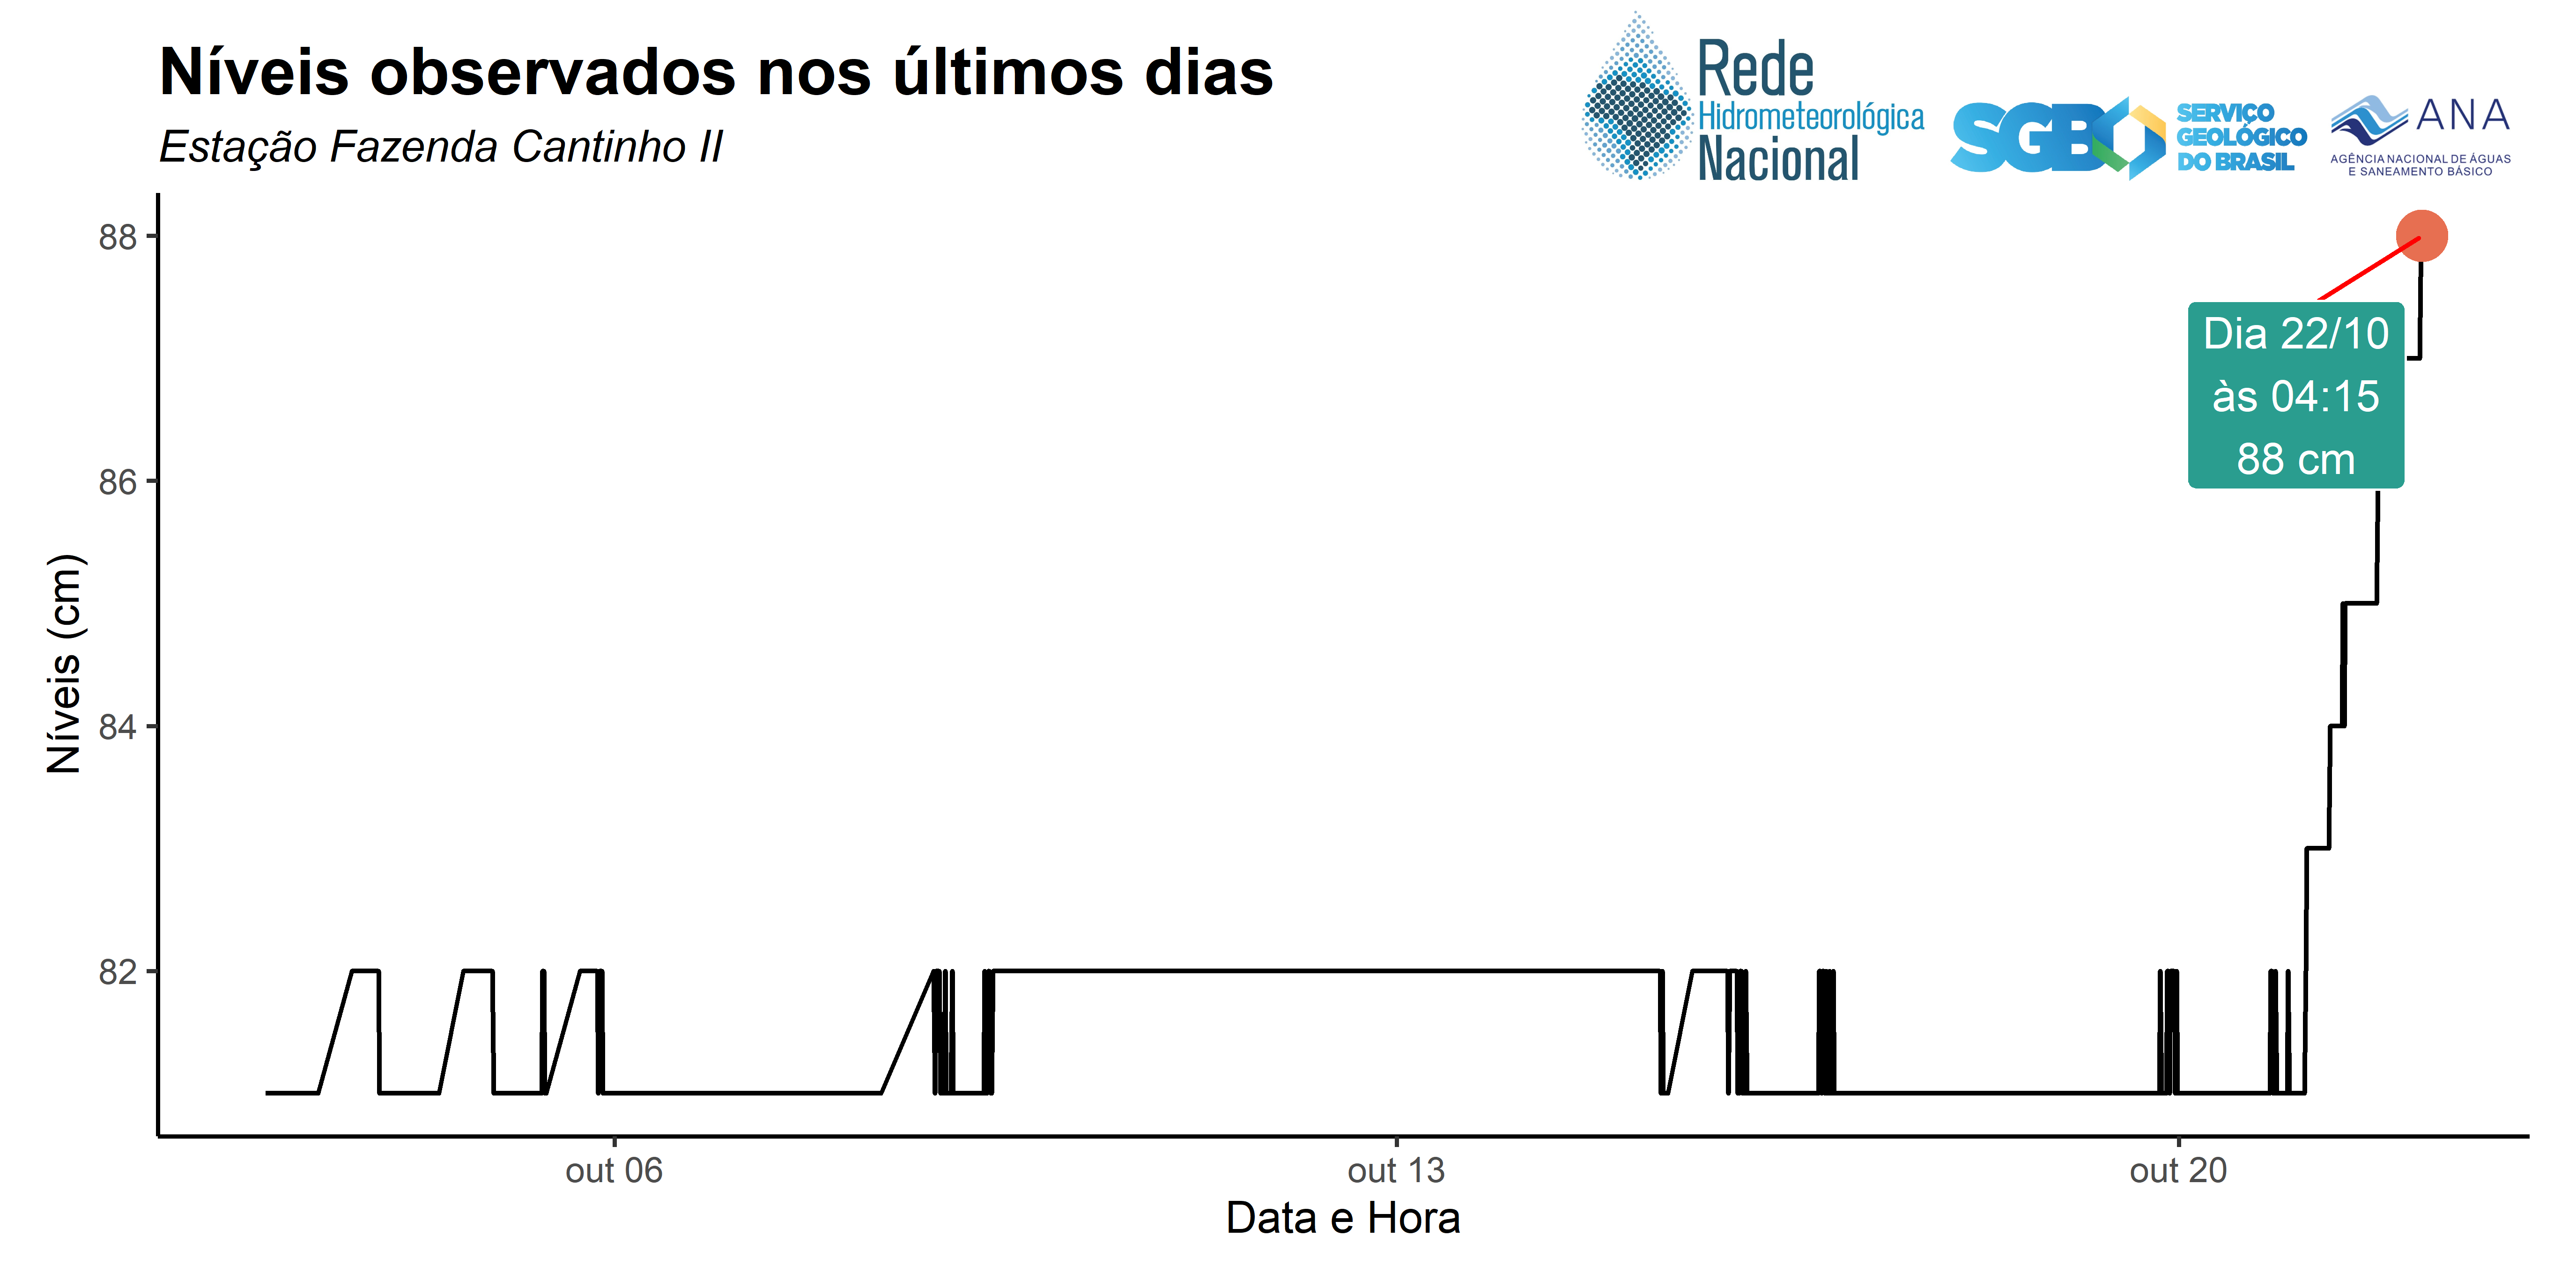 Níveis observados nos últimos dias
Estação Fazenda Cantinho II
Rede
Hidrometeorológica
Nacional
SGB
SERVIÇO
GEOLÓGICO
DO BRASIL
ANA
AGÊNCIA NACIONAL DE ÁGUAS
E SANEAMENTO BÁSICO
88
86
84
82
Níveis (cm)
Dia 22/10
às 04:15
88 cm
out 06
out 13
out 20
Data e Hora